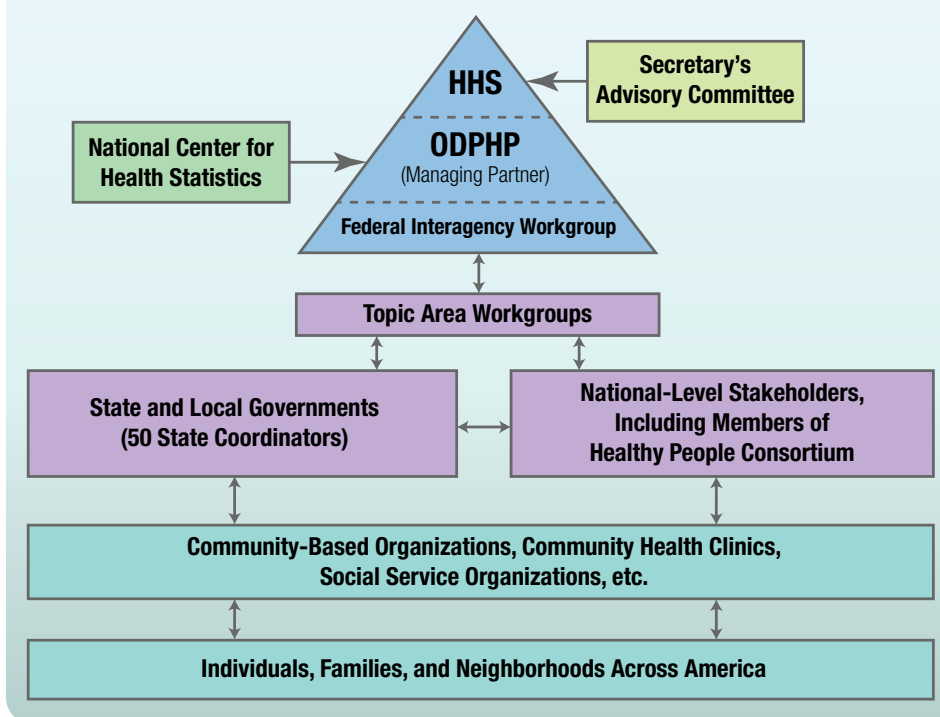 HHS
Secretary's
Advisory Committee
National Center for
Health Statistics
ODPHP
(Managing Partner)
Federal Interagency Workgroup
Topic Area Workgroups
State and Local Governments
(50 State Coordinators)
National-Level Stakeholders,
Including Members of
Healthy People Consortium
Community-Based Organizations, Community Health Clinics,
Social Service Organizations, etc.
Individuals, Families, and Neighborhoods Across America